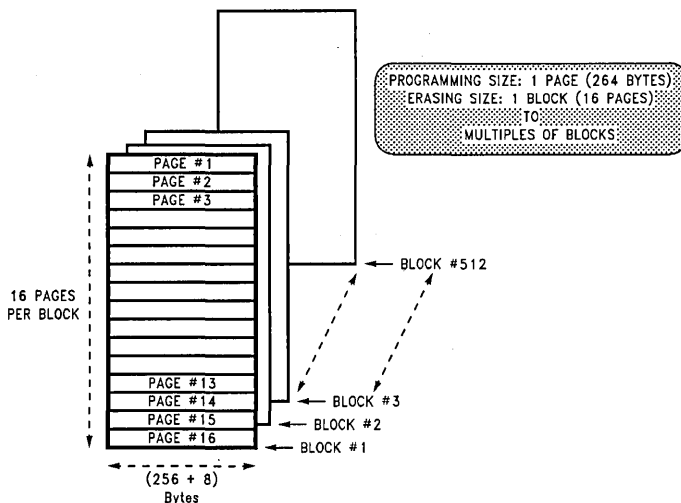 PROGRAMMING SIZE: 1 PAGE (264 BYTES)
ERASING SIZE: 1 BLOCK (16 PAGES)
TO
MULTIPLES OF BLOCKS
PAGE #1
PAGE #2
PAGE #3
BLOCK #512
16 PAGES
PER BLOCK
PAGE #13
PAGE #14
BLOCK #3
PAGE #15
BLOCK #2
PAGE #16
BLOCK #1
(256 + 8)
Bytes